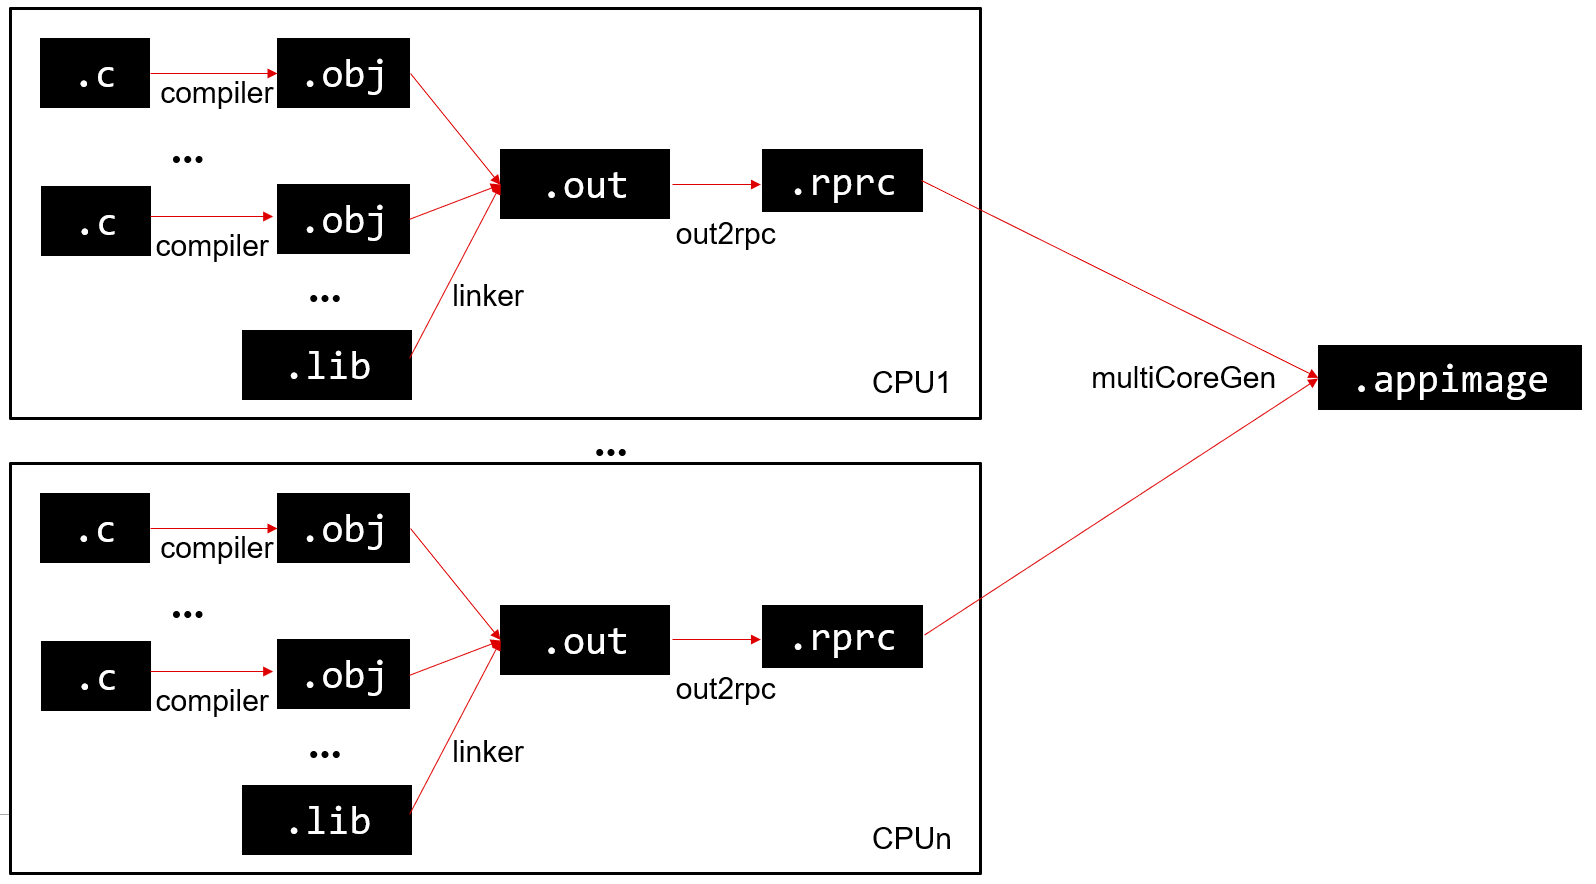 .c
compiler
.obj
...
.c
compiler
.obj
...
.lib
linker
.out
out2rpc
.rprc
CPU1
...
.c
compiler
.obj
...
.c
compiler
.obj
...
.lib
linker
.out
out2rpc
.rprc
CPUn
multiCoreGen
.appimage